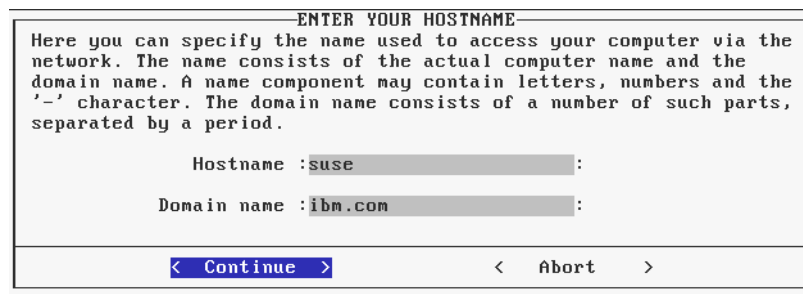 ENTER YOUR HOSTNAME
Here you can specify the name used to access your computer via the
network. The name consists of the actual computer name and the
domain name. A name component may contain letters, numbers and the
'-' character. The domain name consists of a number of such parts,
separated by a period.
Hostname :suse :
Domain name :ibm.com :
< Continue > < Abort >